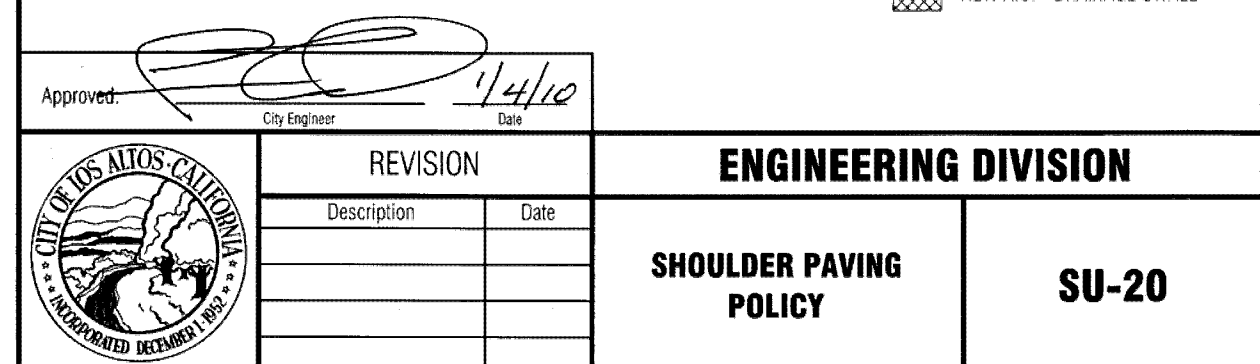 Approved:
1/4/10
City Engineer
Date
CITY OF LOS ALTOS · CALIFORNIA
INCORPORATED DECEMBER 1 · 1952
REVISION
Description
Date
ENGINEERING DIVISION
SHOULDER PAVING
POLICY
SU-20